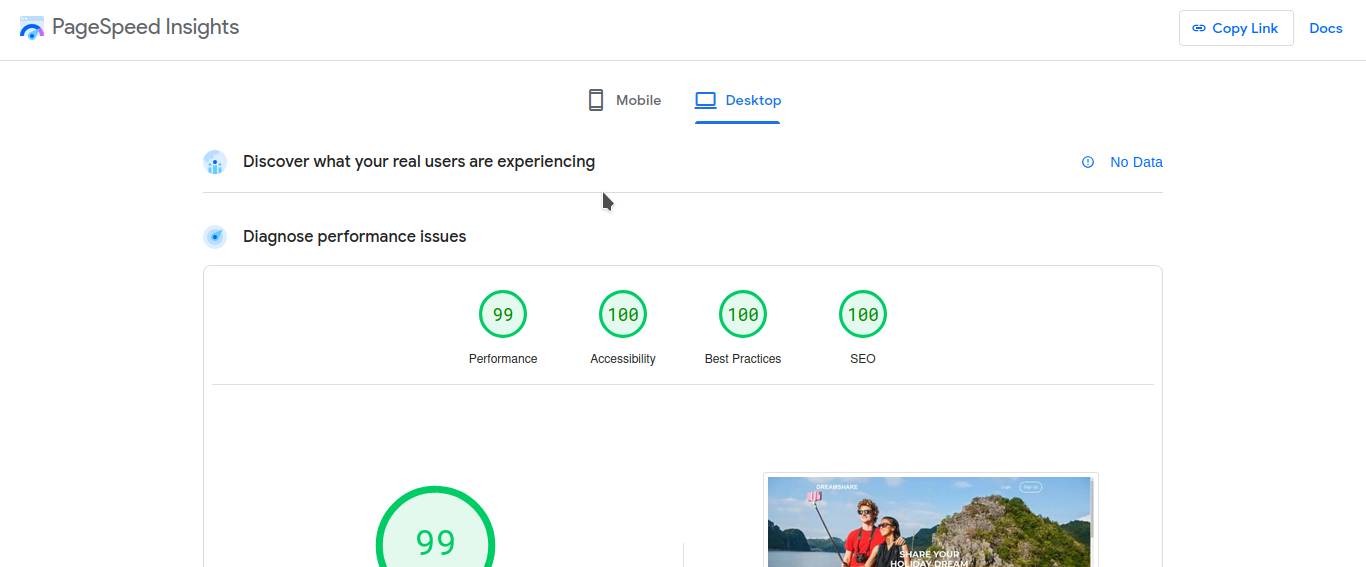 PageSpeed Insights
Copy Link
Docs
Mobile
Desktop
Discover what your real users are experiencing
No Data
Diagnose performance issues
99
100
100
100
Performance
Accessibility
Best Practices
SEO
99
DREAMSHARE
Login
Sign Up
SHARE YOUR
HOLIDAY DREAM